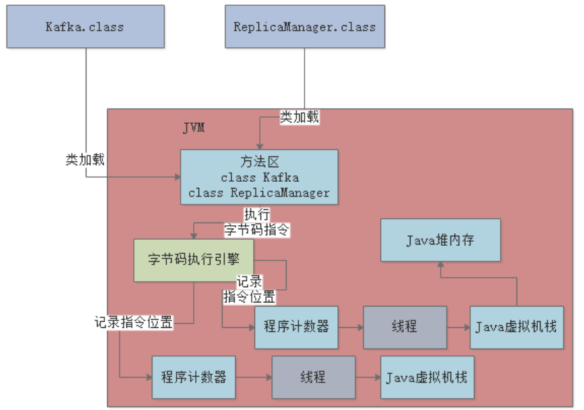 Kafka.class
ReplicaManager.class
类加载
JVM
类加载
方法区
class Kafka
class ReplicaManager
执行
字节码指令
Java堆内存
字节码执行引擎
记录
指令位置
记录指令位置
程序计数器
线程
Java虚拟机栈
程序计数器
线程
Java虚拟机栈